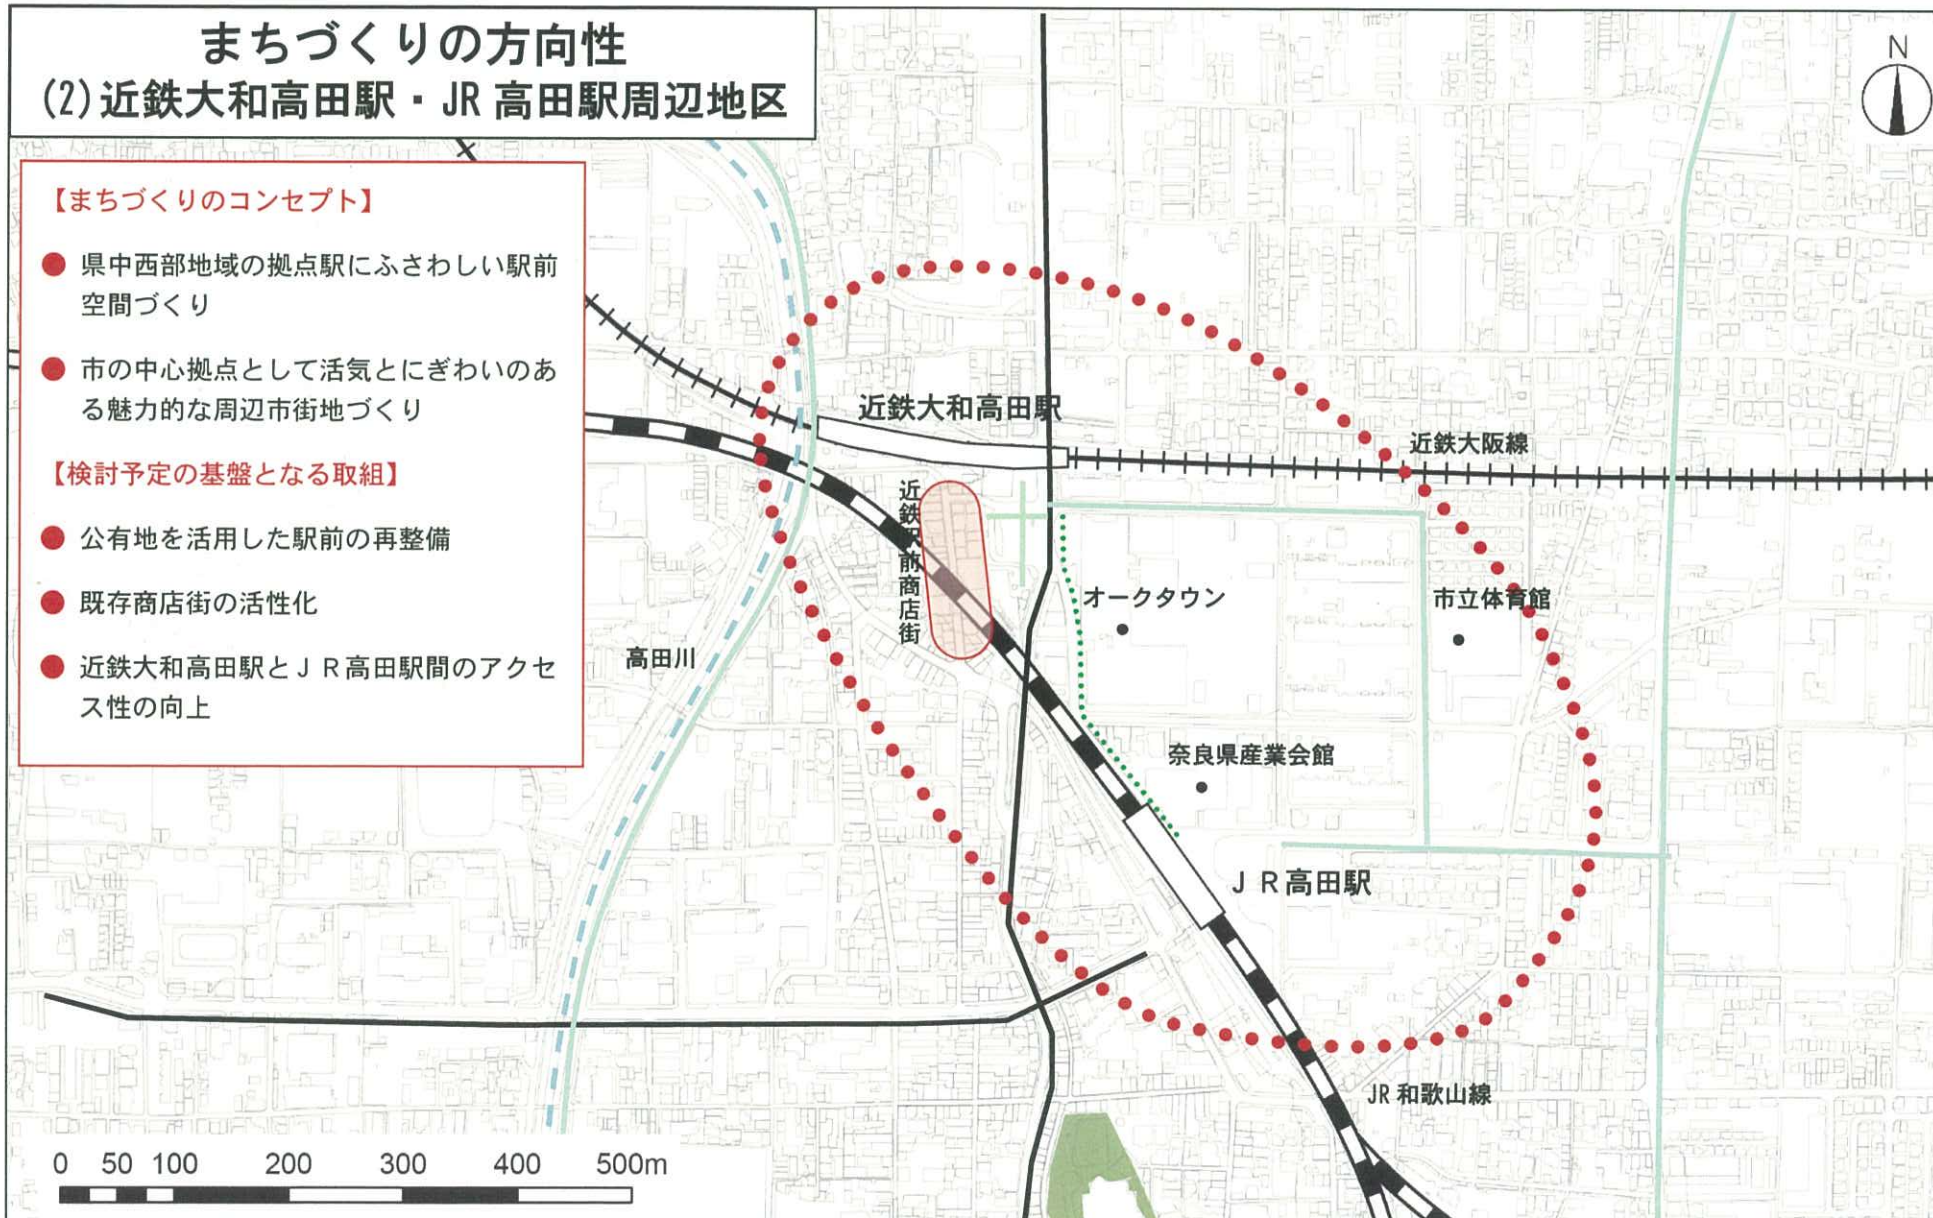 まちづくりの方向性
(2)近鉄大和高田駅・JR高田駅周辺地区
N
【まちづくりのコンセプト】
● 県中西部地域の拠点駅にふさわしい駅前
空間づくり
● 市の中心拠点として活気とにぎわいのあ
る魅力的な周辺市街地づくり
【検討予定の基盤となる取組】
● 公有地を活用した駅前の再整備
● 既存商店街の活性化
● 近鉄大和高田駅とJR高田駅間のアクセ
ス性の向上
近鉄大和高田駅
近鉄大阪線
近鉄駅前商店街
オークタウン
市立体育館
高田川
奈良県産業会館
JR高田駅
JR和歌山線
0 50 100 200 300 400 500m